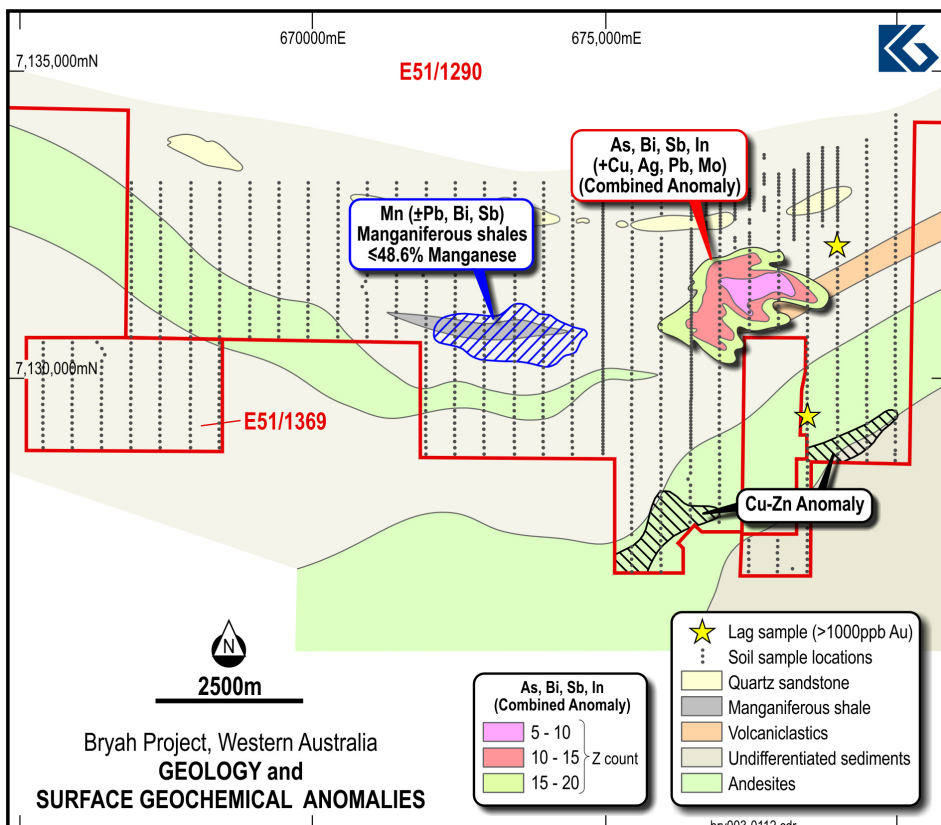 670000mE
675,000mE
7,135,000mN
E51/1290
As, Bi, Sb, In
(+Cu, Ag, Pb, Mo)
(Combined Anomaly)
Mn (±Pb, Bi, Sb)
Manganiferous shales
≤48.6% Manganese
7,130,000mN
E51/1369
Cu-Zn Anomaly
N
2500m
Bryah Project, Western Australia
GEOLOGY and
SURFACE GEOCHEMICAL ANOMALIES
As, Bi, Sb, In
(Combined Anomaly)
5 - 10
10 - 15
Z count
15 - 20
Lag sample (>1000ppb Au)
Soil sample locations
Quartz sandstone
Manganiferous shale
Volcaniclastics
Undifferentiated sediments
Andesites